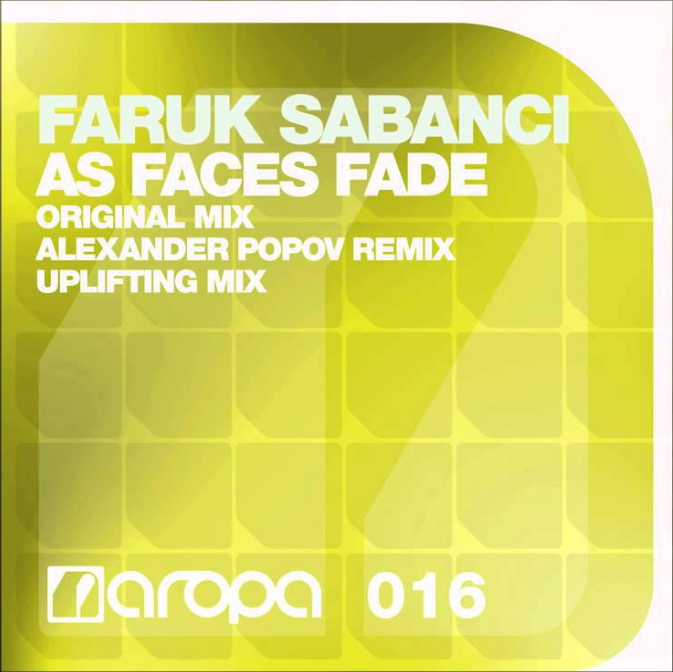 FARUK SABANCI
AS FACES FADE
ORIGINAL MIX
ALEXANDER POPOV REMIX
UPLIFTING MIX
aropa 016